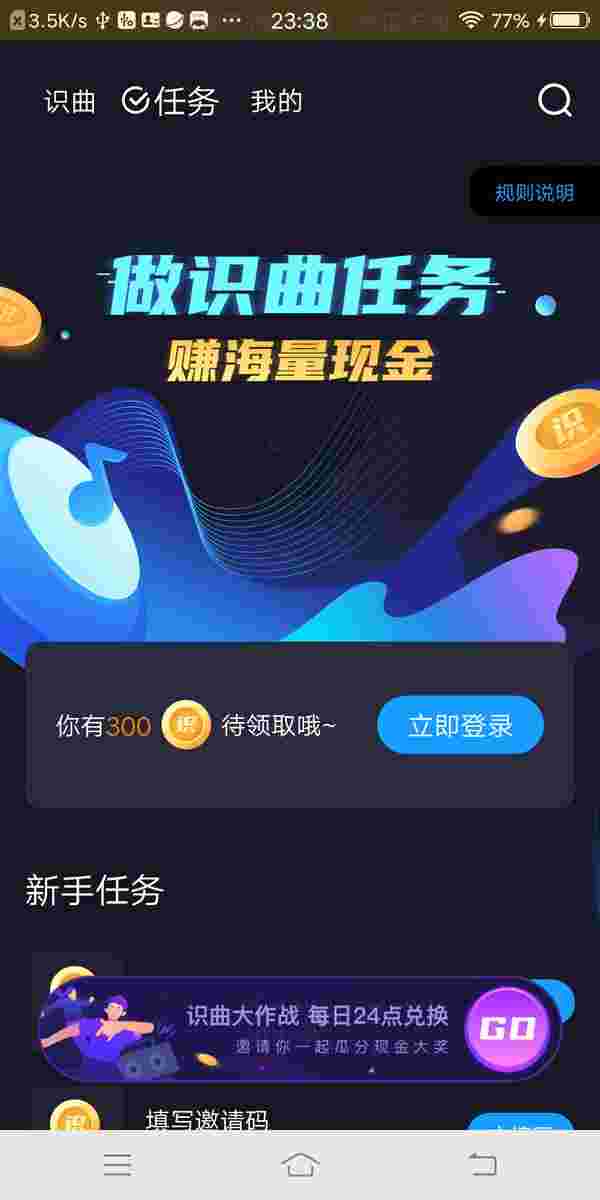 3.5K/s 23:38 77%
识曲 任务 我的
规则说明
做识曲任务
赚海量现金
识
你有300 识 待领取哦~
立即登录
新手任务
识曲大作战 每日24点兑换
邀请你一起瓜分现金大奖
GO
填写邀请码